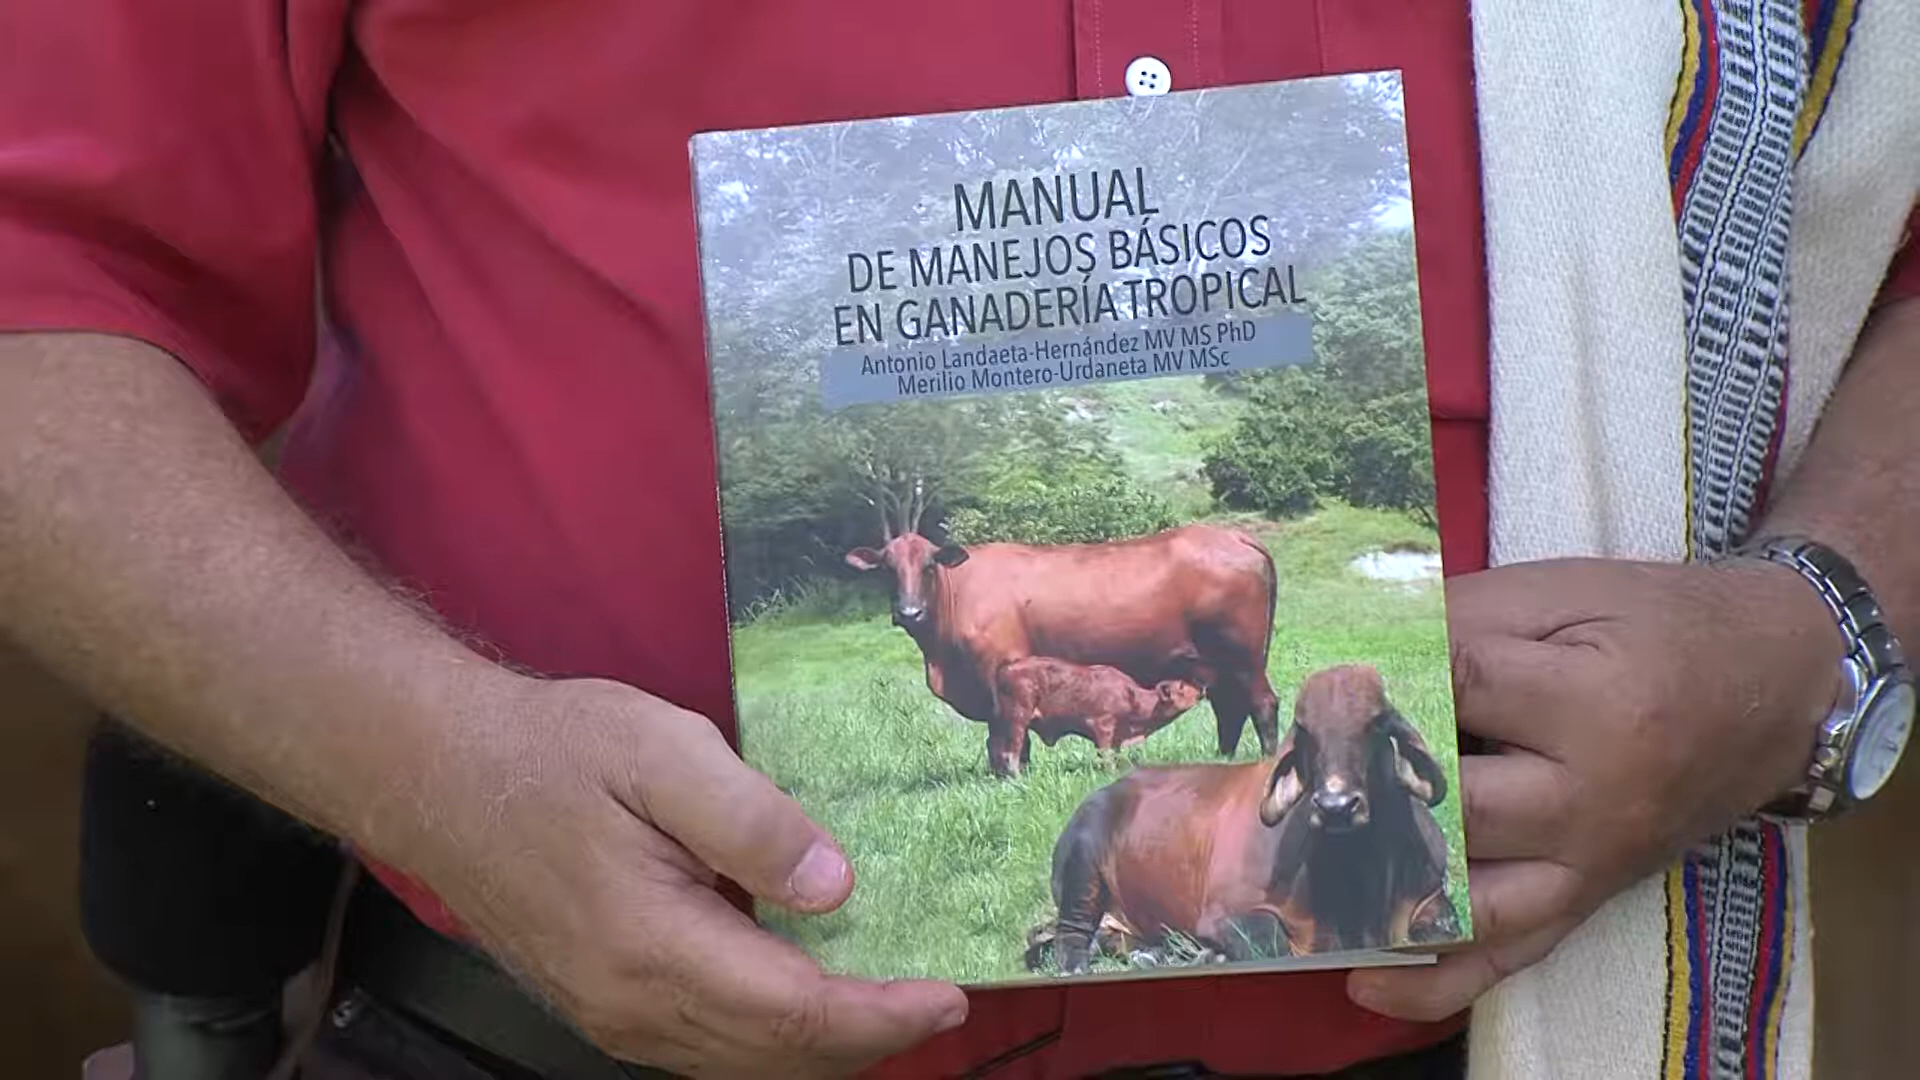 MANUAL
DE MANEJOS BÁSICOS
EN GANADERÍA TROPICAL
Antonio Landaeta-Hernández MV MS PhD
Merilio Montero-Urdaneta MV MSc